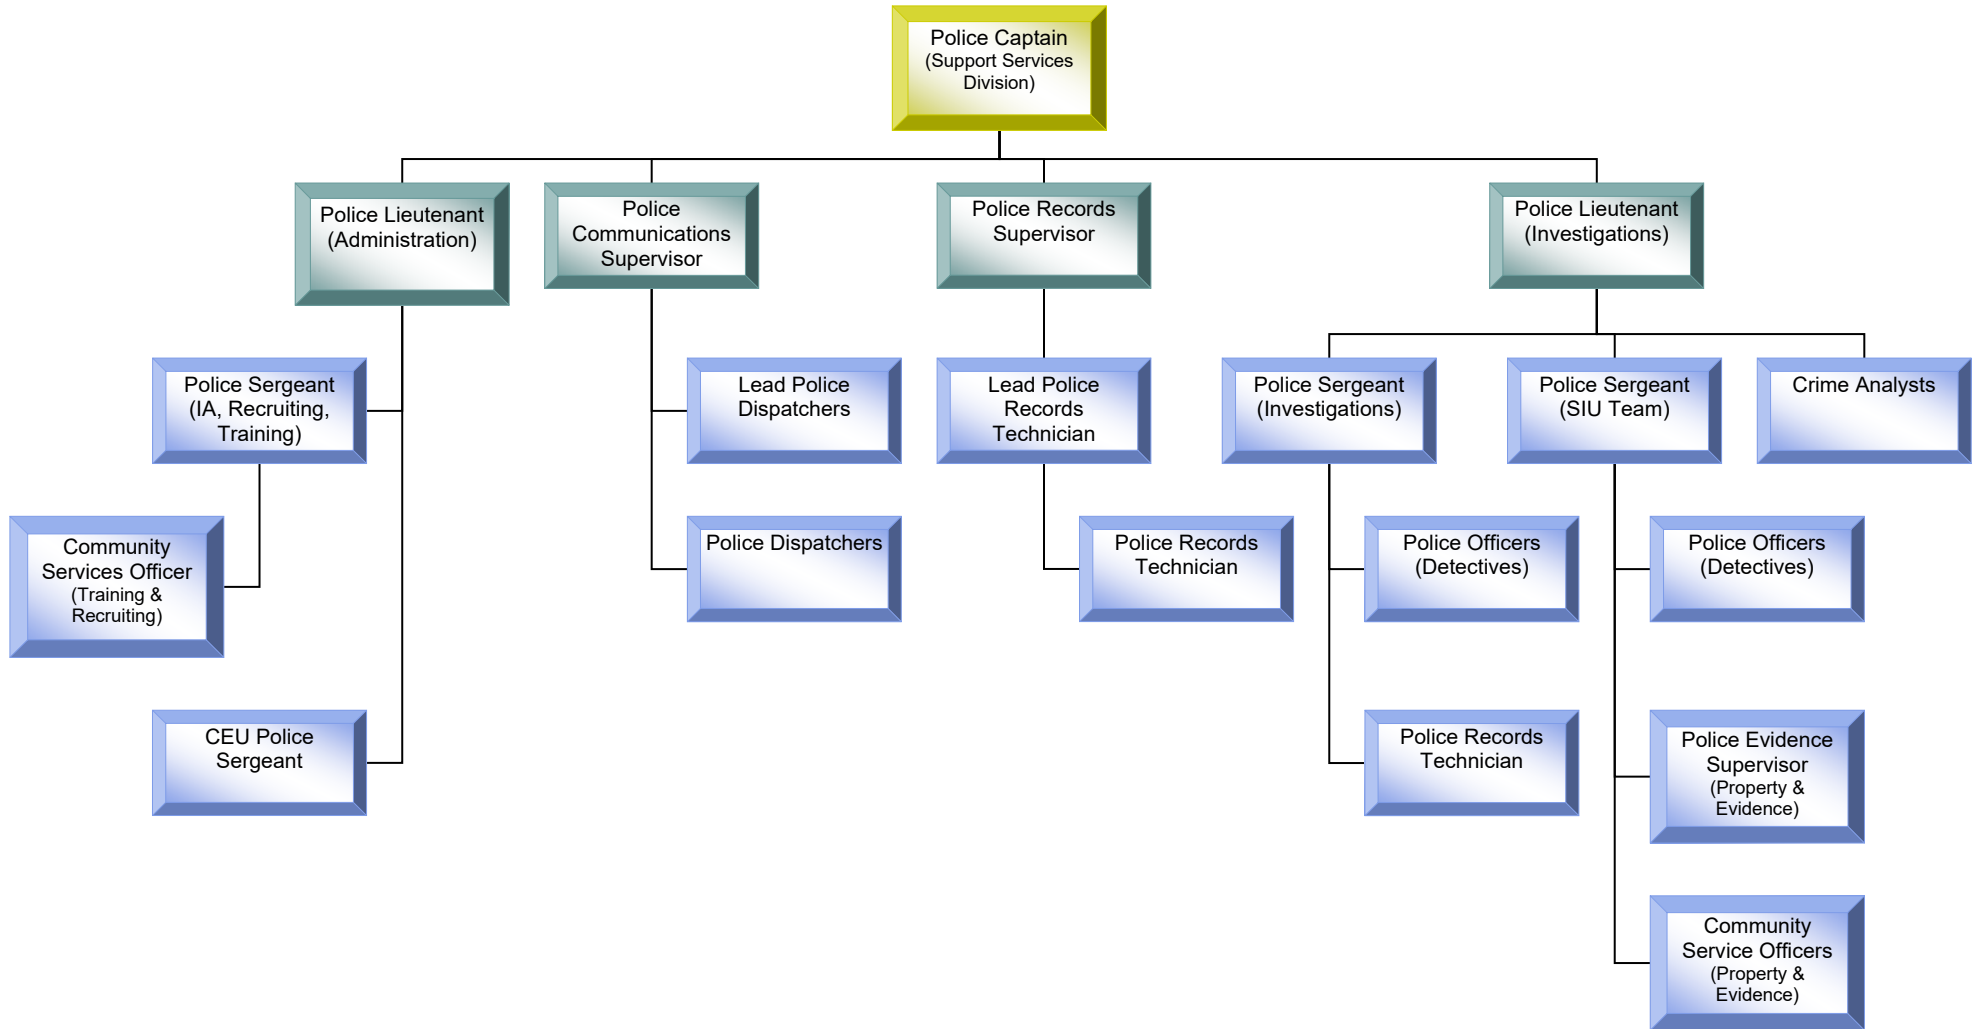 Police Captain
(Support Services
Division)
Police Lieutenant
(Administration)
Police
Communications
Supervisor
Police Records
Supervisor
Police Lieutenant
(Investigations)
Police Sergeant
(IA, Recruiting,
Training)
Lead Police
Dispatchers
Lead Police
Records
Technician
Police Sergeant
(Investigations)
Police Sergeant
(SIU Team)
Crime Analysts
Community
Services Officer
(Training &
Recruiting)
Police Dispatchers
Police Records
Technician
Police Officers
(Detectives)
Police Officers
(Detectives)
CEU Police
Sergeant
Police Records
Technician
Police Evidence
Supervisor
(Property &
Evidence)
Community
Service Officers
(Property &
Evidence)